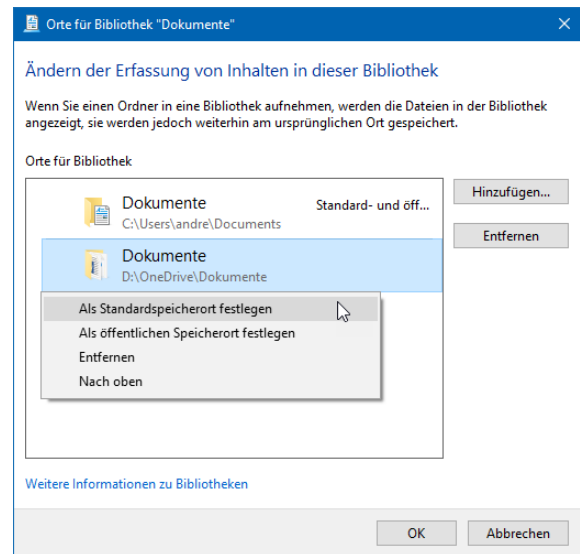 Orte für Bibliothek "Dokumente"
Ändern der Erfassung von Inhalten in dieser Bibliothek
Wenn Sie einen Ordner in eine Bibliothek aufnehmen, werden die Dateien in der Bibliothek
angezeigt, sie werden jedoch weiterhin am ursprünglichen Ort gespeichert.
Orte für Bibliothek
Dokumente Standard- und öff...
C:\Users\andre\Documents
Dokumente
D:\OneDrive\Dokumente
Hinzufügen...
Entfernen
Als Standardspeicherort festlegen
Als öffentlichen Speicherort festlegen
Entfernen
Nach oben
Weitere Informationen zu Bibliotheken
OK Abbrechen